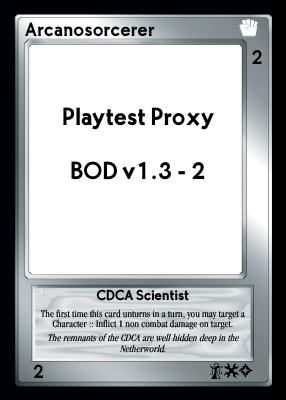 Arcanosorcerer
2
Playtest Proxy
BOD v1.3 - 2
CDCA Scientist
The first time this card unturns in a turn, you may target a
Character :: Inflict 1 non combat damage on target.
The remnants of the CDCA are well hidden deep in the
Netherworld.
2